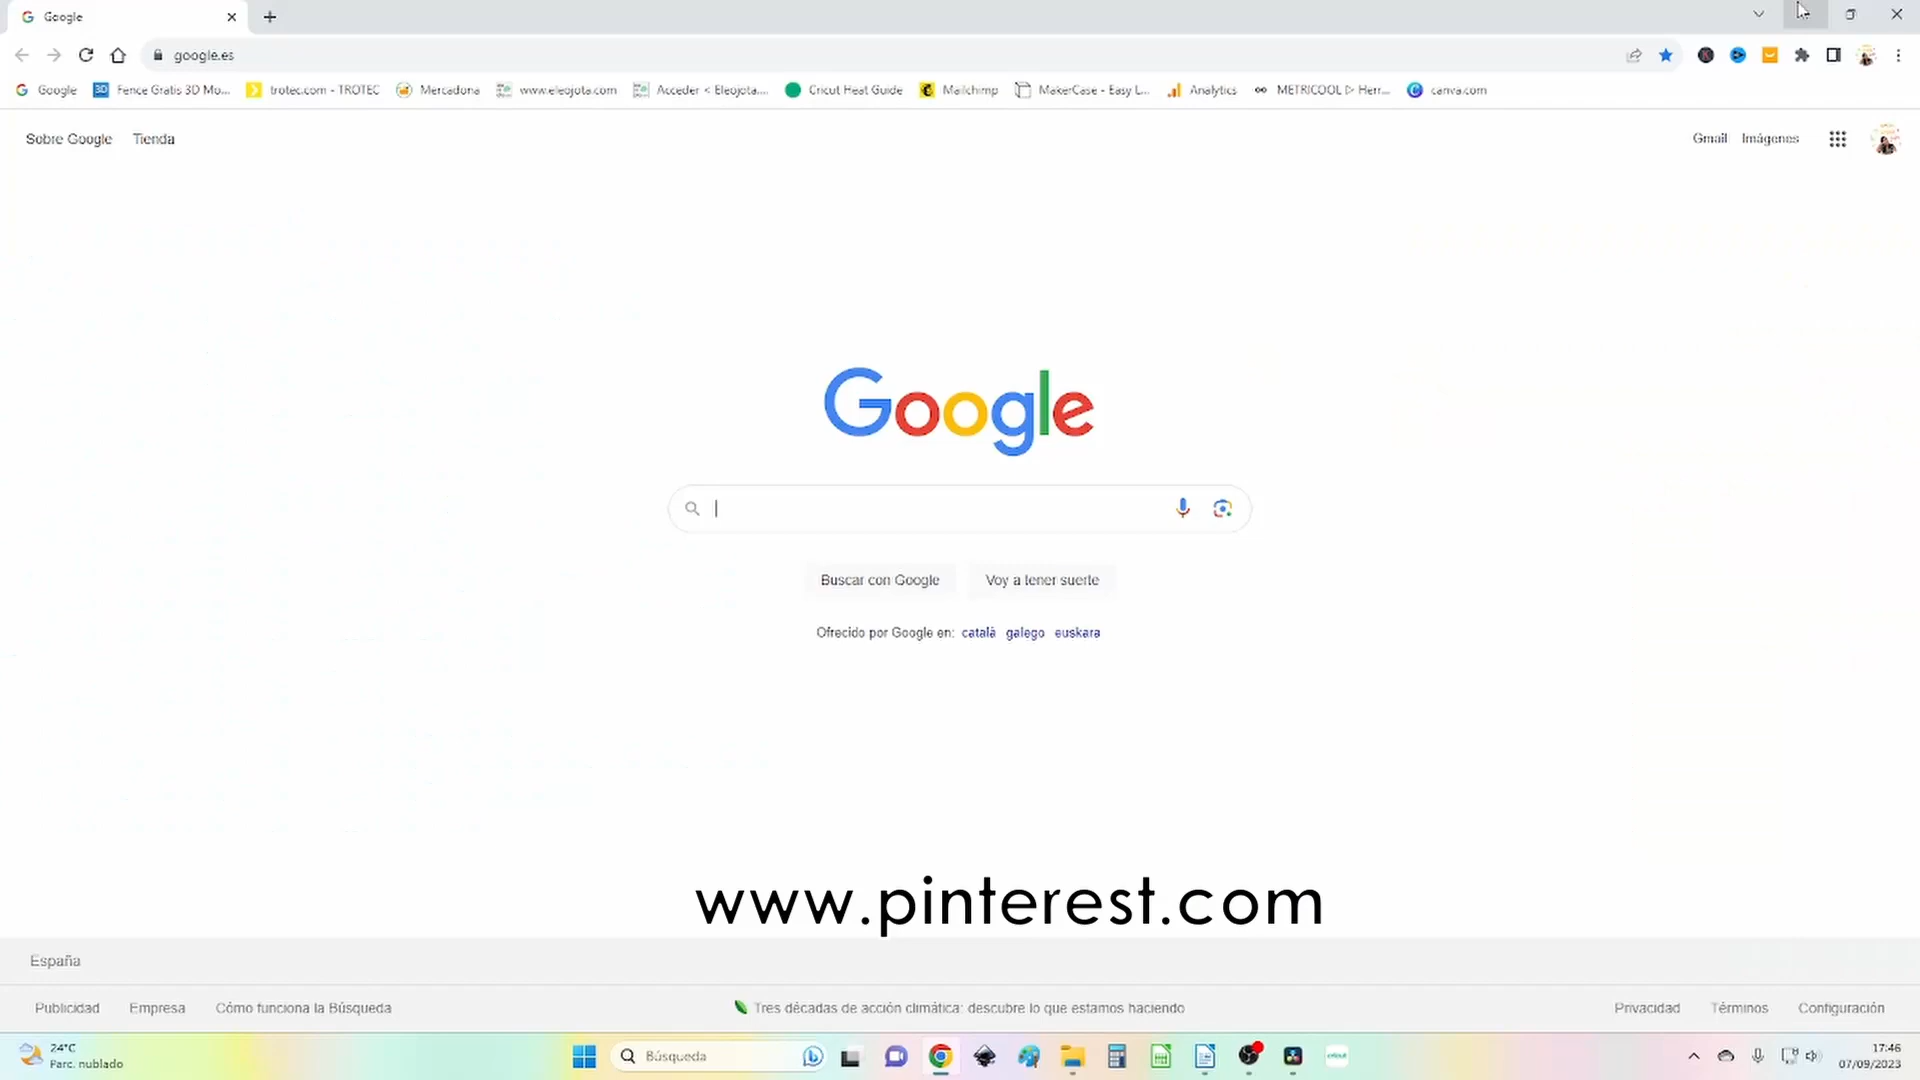 Google
google.es
Google
Fence Gratis 3D Mo...
trotec.com - TROTEC
Mercadona
www.eleojota.com
Acceder < Eleojota....
Cricut Heat Guide
Mailchimp
MakerCase - Easy L...
Analytics
METRICOOL ▷ Herr...
canva.com
Sobre Google Tienda
Gmail Imágenes
Google
Buscar con Google
Voy a tener suerte
Ofrecido por Google en: català galego euskara
www.pinterest.com
España
Publicidad Empresa Cómo funciona la Búsqueda
Tres décadas de acción climática: descubre lo que estamos haciendo
Privacidad Términos Configuración
24°C
Parc. nublado
Búsqueda
cricut
17:46
07/09/2023